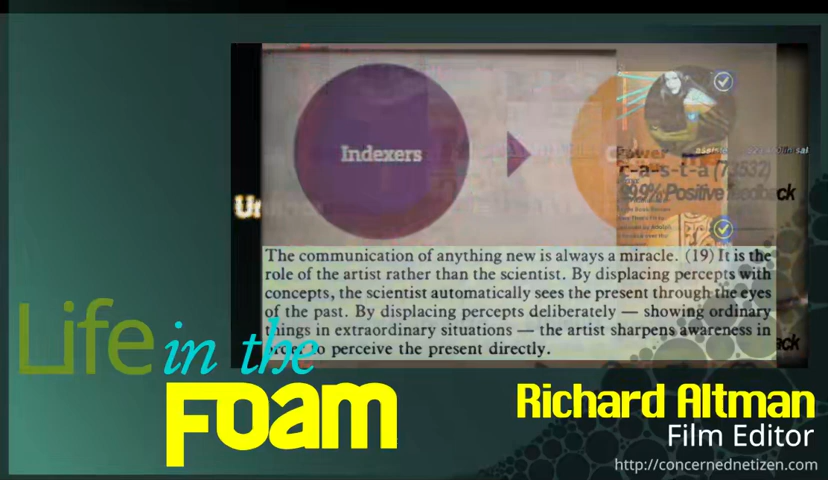 Indexers
r-a-s-t-a (73532)
99.9% Positive feedback
The communication of anything new is always a miracle. (19) It is the
role of the artist rather than the scientist. By displacing percepts with
concepts, the scientist automatically sees the present through the eyes
of the past. By displacing percepts deliberately — showing ordinary
things in extraordinary situations — the artist sharpens awareness in
to perceive the present directly.
Life in the
Foam
Richard Altman
Film Editor
http://concernednetizen.com